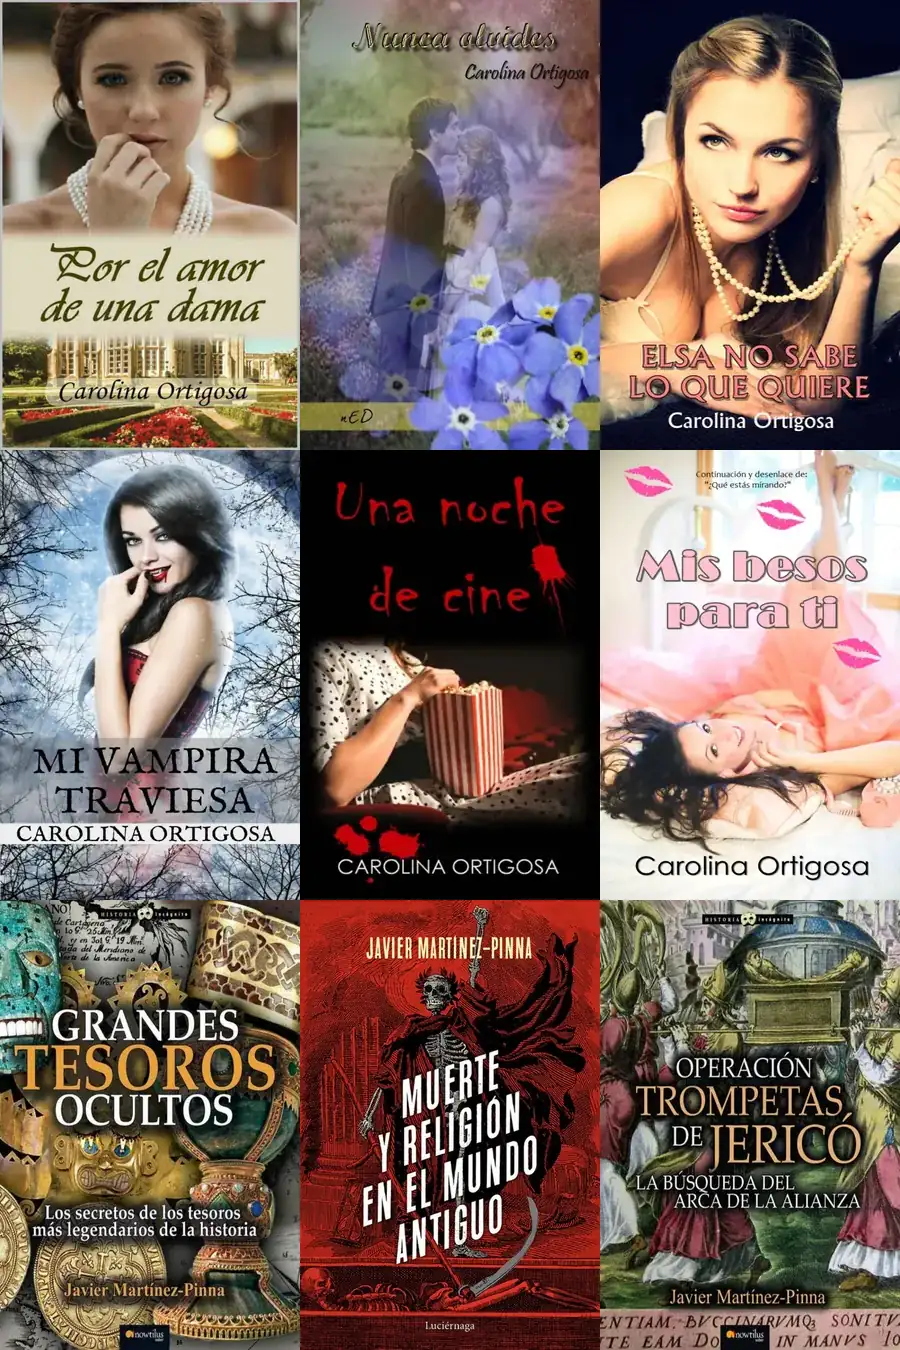 Por el amor
de una dama
Carolina Ortigosa
Nunca olvides
Carolina Ortigosa
nED
ELSA NO SABE
LO QUE QUIERE
Carolina Ortigosa
MI VAMPIRA
TRAVIESA
CAROLINA ORTIGOSA
Una noche
de cine
CAROLINA ORTIGOSA
Continuación y desenlace de:
"¿Qué estás mirando?"
Mis besos
para ti
Carolina Ortigosa
HISTORIA Incógnita
GRANDES
TESOROS
OCULTOS
Los secretos de los tesoros
más legendarios de la historia
Javier Martínez-Pinna
nowtilus
JAVIER MARTÍNEZ-PINNA
MUERTE
Y RELIGIÓN
EN EL MUNDO
ANTIGUO
Luciérnaga
HISTORIA Incógnita
OPERACIÓN
TROMPETAS
DE JERICÓ
LA BÚSQUEDA DEL
ARCA DE LA ALIANZA
Javier Martínez-Pinna
nowtilus